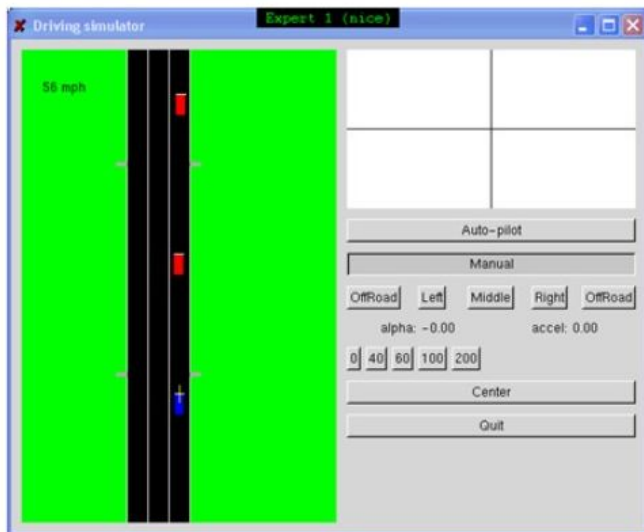 Expert 1 (nice)
Driving simulator
56 mph
Auto-pilot
Manual
OffRoad Left Middle Right OffRoad
alpha: -0.00 accel: 0.00
0 40 60 100 200
Center
Quit